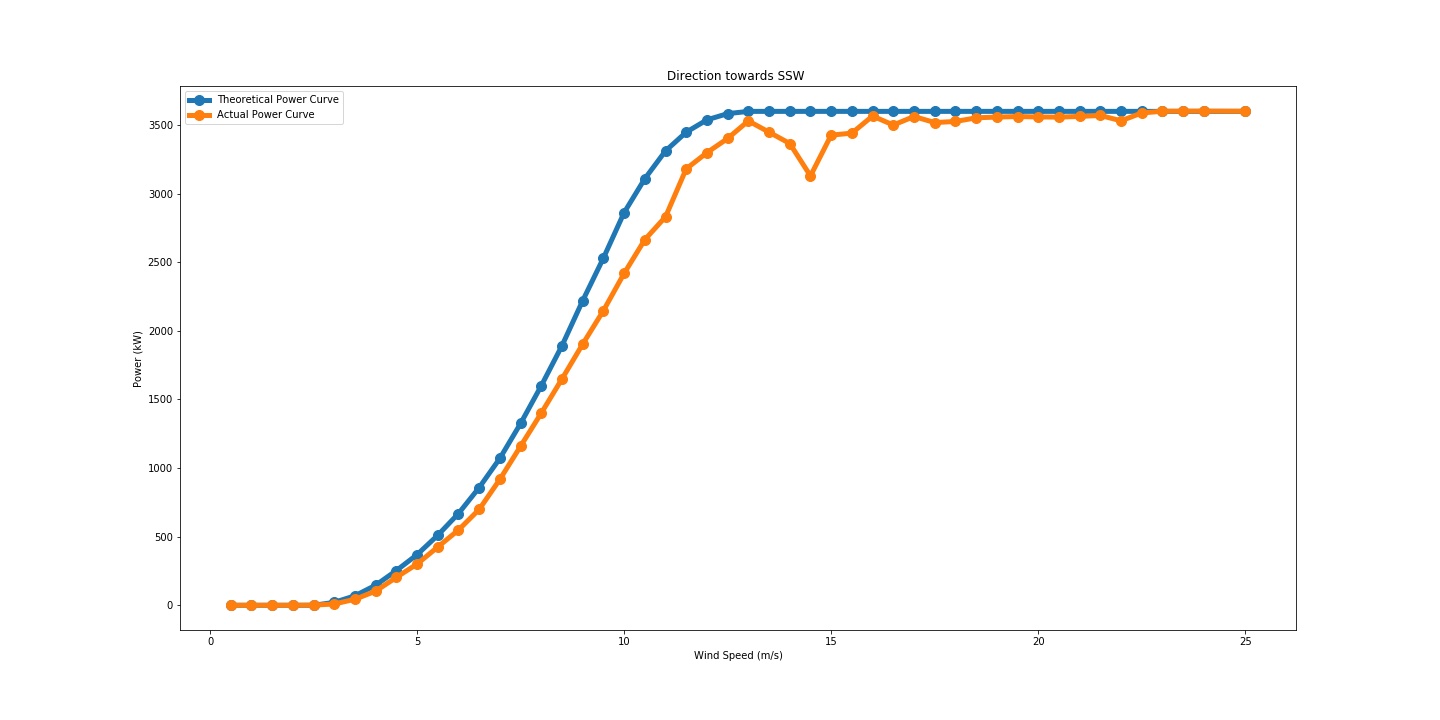 Direction towards SSW
Theoretical Power Curve
Actual Power Curve
Power (kW)
3500
3000
2500
2000
1500
1000
500
0
0 5 10 15 20 25
Wind Speed (m/s)